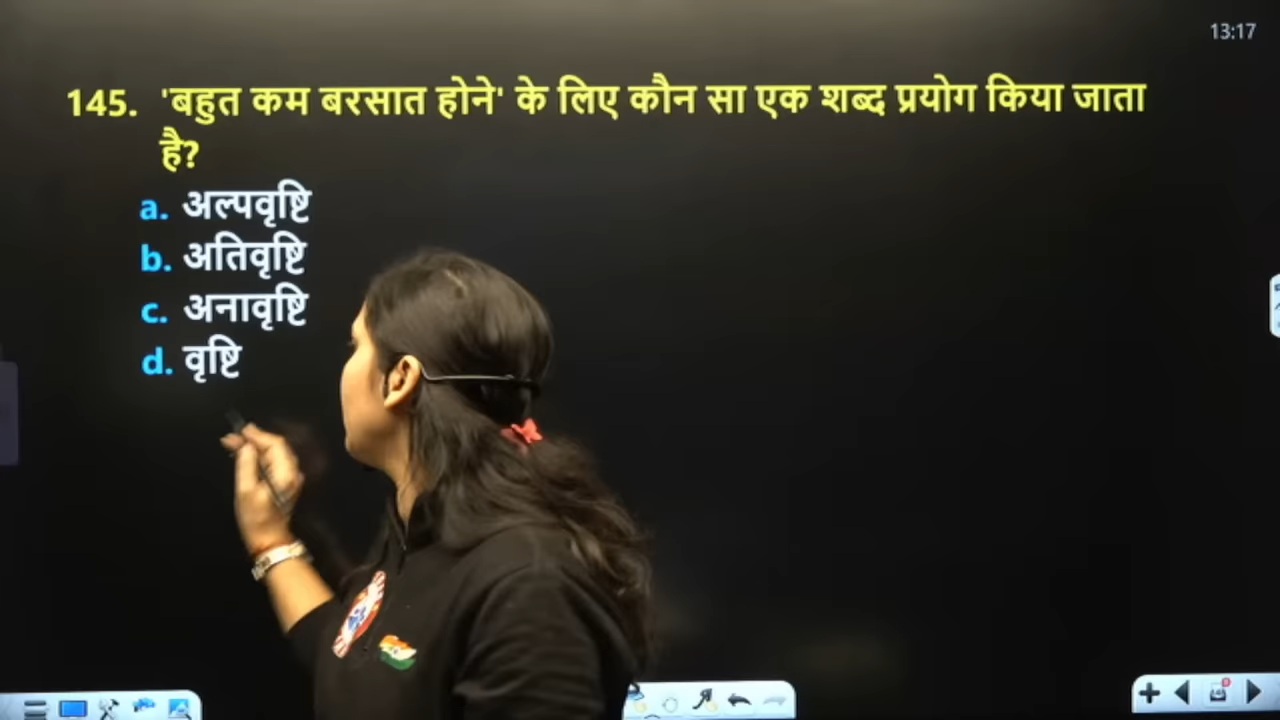 13:17
145. 'बहुत कम बरसात होने' के लिए कौन सा एक शब्द प्रयोग किया जाता
है?
a. अल्पवृष्टि
b. अतिवृष्टि
c. अनावृष्टि
d. वृष्टि